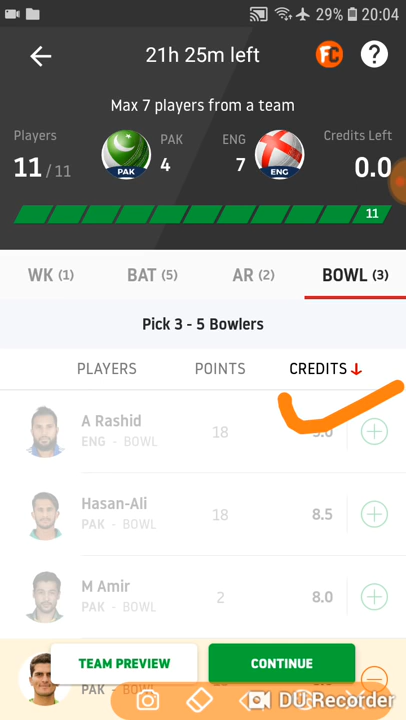 29% 20:04
21h 25m left
FC ?
Max 7 players from a team
Players PAK ENG Credits Left
11 / 11 4 7 0.0
PAK ENG
11
WK (1) BAT (5) AR (2) BOWL (3)
Pick 3 - 5 Bowlers
PLAYERS POINTS CREDITS
A Rashid
ENG - BOWL 18
Hasan-Ali
PAK - BOWL 18 8.5
M Amir
PAK - BOWL 2 8.0
TEAM PREVIEW CONTINUE
PAK - BOWL
DU Recorder